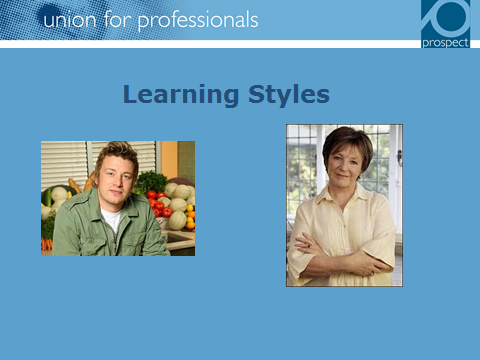 union for professionals
prospect
Learning Styles